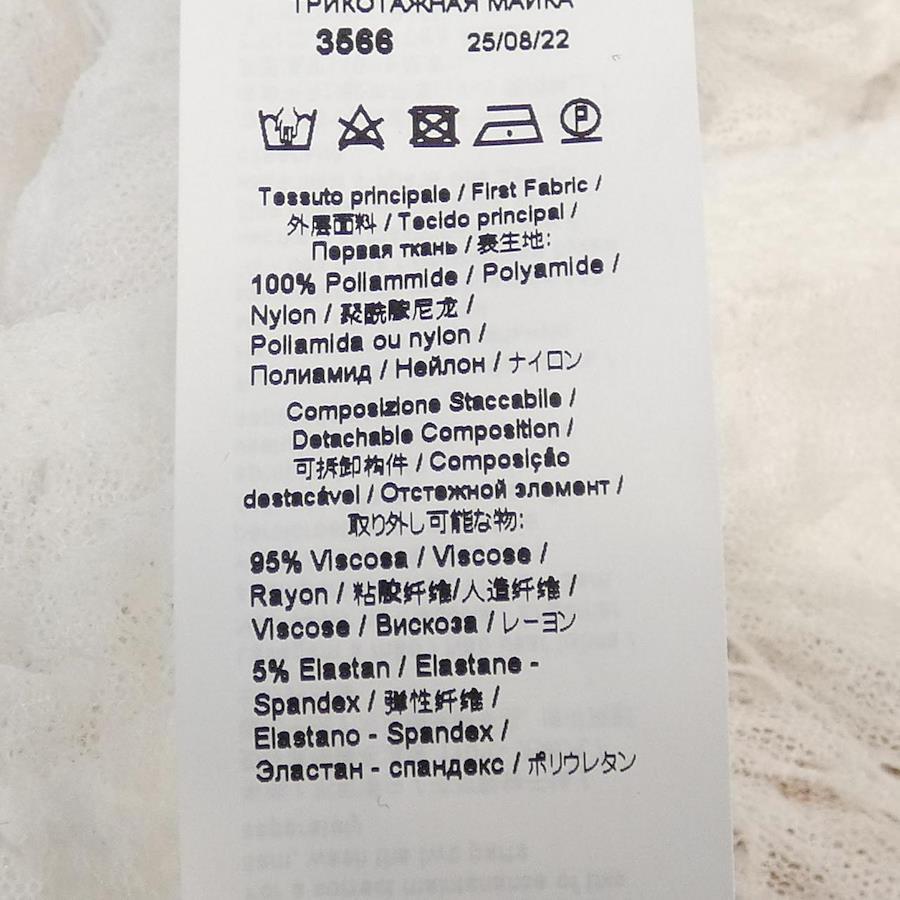 ТРИКОТАЖНАЯ МАЙКА
3566 25/08/22
P
Tessuto principale / First Fabric /
外层面料 / Tecido principal /
Первая ткань / 表生地:
100% Poliammide / Polyamide /
Nylon / 聚酰胺尼龙 /
Poliamida ou nylon /
Полиамид / Нейлон / ナイロン
Composizione Staccabile /
Detachable Composition /
可拆卸构件 / Composição
destacável / Отстежной элемент /
取り外し可能な物:
95% Viscosa / Viscose /
Rayon / 粘胶纤维/人造纤维 /
Viscose / Вискоза / レーヨン
5% Elastan / Elastane -
Spandex / 弹性纤维 /
Elastano - Spandex /
Эластан - спандекс / ポリウレタン